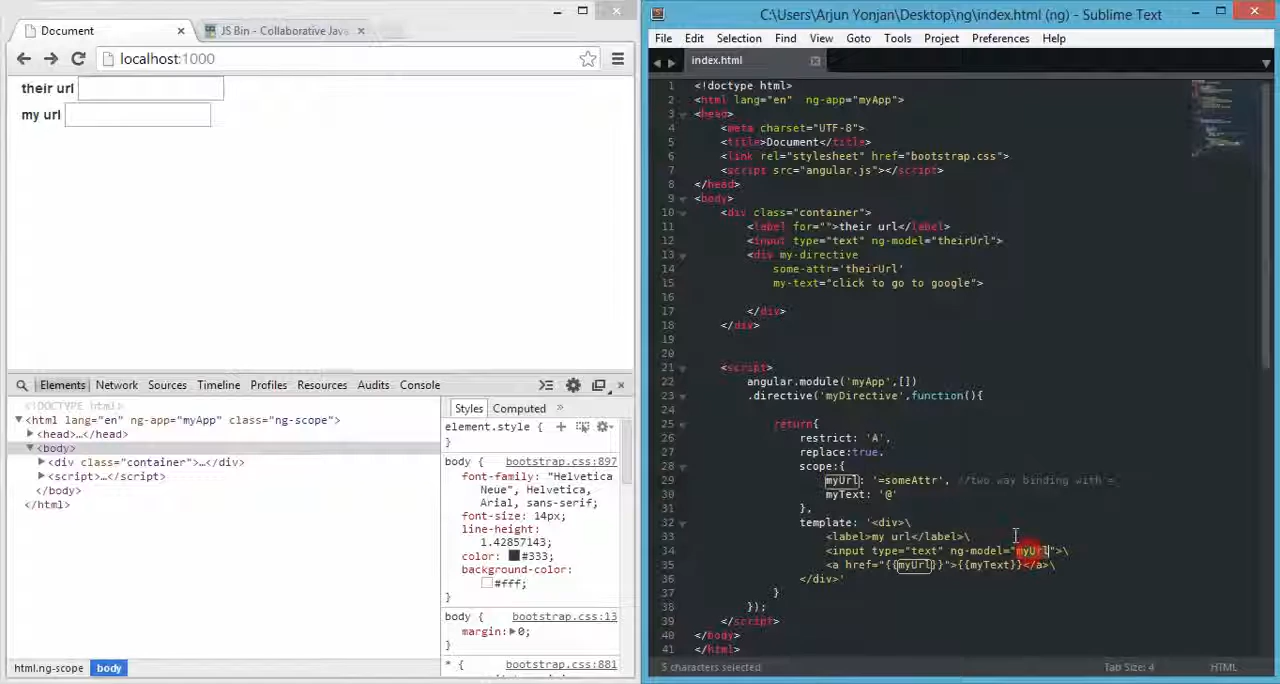 Document
JS Bin - Collaborative Java
localhost:1000
their url
my url
Elements Network Sources Timeline Profiles Resources Audits Console
<!DOCTYPE html>
<html lang="en" ng-app="myApp" class="ng-scope">
<head>…</head>
<body>
<div class="container">…</div>
<script>…</script>
</body>
</html>
html.ng-scope body
Styles Computed »
element.style {
}
body { bootstrap.css:897
font-family: "Helvetica
Neue", Helvetica,
Arial, sans-serif;
font-size: 14px;
line-height:
1.42857143;
color: #333;
background-color:
#fff;
}
body { bootstrap.css:13
margin: 0;
}
* { bootstrap.css:881
C:\Users\Arjun Yonjan\Desktop\ng\index.html (ng) - Sublime Text
File Edit Selection Find View Goto Tools Project Preferences Help
index.html
1 <!doctype html>
2 <html lang="en" ng-app="myApp">
3 <head>
4 <meta charset="UTF-8">
5 <title>Document</title>
6 <link rel="stylesheet" href="bootstrap.css">
7 <script src="angular.js"></script>
8 </head>
9 <body>
10 <div class="container">
11 <label for="">their url</label>
12 <input type="text" ng-model="theirUrl">
13 <div my-directive
14 some-attr='theirUrl'
15 my-text="click to go to google">
16
17 </div>
18 </div>
19
20
21 <script>
22 angular.module('myApp',[])
23 .directive('myDirective',function(){
24
25 return{
26 restrict: 'A',
27 replace:true,
28 scope:{
29 myUrl: '=someAttr', //two way binding with =
30 myText: '@'
31 },
32 template: '<div>\
33 <label>my url</label>\
34 <input type="text" ng-model="myUrl">\
35 <a href="{{myUrl}}">{{myText}}</a>\
36 </div>'
37 }
38 });
39 </script>
40 </body>
41 </html>
5 characters selected
Tab Size: 4
HTML